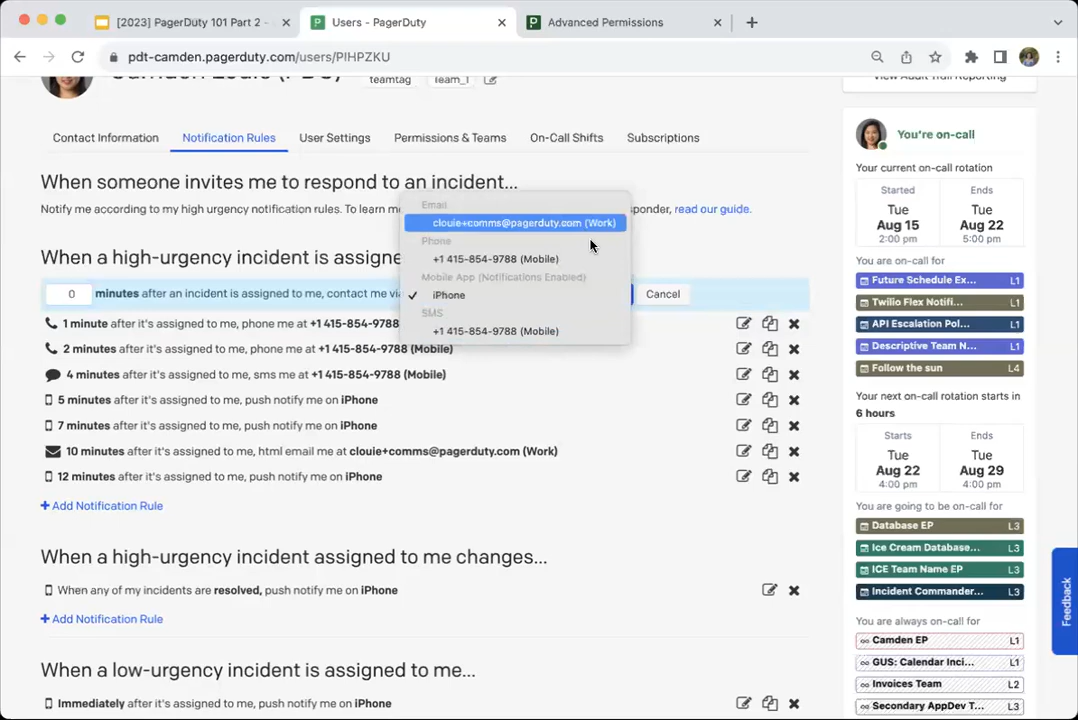 [2023] PagerDuty 101 Part 2 -
Users - PagerDuty
Advanced Permissions
pdt-camden.pagerduty.com/users/PIHPZKU
teamtag
Team_1
View Audit Trail Reporting
Contact Information
Notification Rules
User Settings
Permissions & Teams
On-Call Shifts
Subscriptions
When someone invites me to respond to an incident...
Notify me according to my high urgency notification rules. To learn
read our guide.
When a high-urgency incident is assigned
0 minutes after an incident is assigned to me, contact me via
Cancel
Email
clouie+comms@pagerduty.com (Work)
Phone
+1 415-854-9788 (Mobile)
Mobile App (Notifications Enabled)
✓ iPhone
SMS
+1 415-854-9788 (Mobile)
1 minute after it's assigned to me, phone me at +1 415-854-9788
2 minutes after it's assigned to me, phone me at +1 415-854-9788 (Mobile)
4 minutes after it's assigned to me, sms me at +1 415-854-9788 (Mobile)
5 minutes after it's assigned to me, push notify me on iPhone
7 minutes after it's assigned to me, push notify me on iPhone
10 minutes after it's assigned to me, html email me at clouie+comms@pagerduty.com (Work)
12 minutes after it's assigned to me, push notify me on iPhone
+ Add Notification Rule
When a high-urgency incident assigned to me changes...
When any of my incidents are resolved, push notify me on iPhone
+ Add Notification Rule
When a low-urgency incident is assigned to me...
Immediately after it's assigned to me, push notify me on iPhone
You're on-call
Your current on-call rotation
Started
Tue
Aug 15
2:00 pm
Ends
Tue
Aug 22
5:00 pm
You are on-call for
Future Schedule Ex... L1
Twilio Flex Notifi... L1
API Escalation Pol... L1
Descriptive Team N... L1
Follow the sun L4
Your next on-call rotation starts in
6 hours
Starts
Tue
Aug 22
4:00 pm
Ends
Tue
Aug 29
4:00 pm
You are going to be on-call for
Database EP L3
Ice Cream Database... L3
ICE Team Name EP L3
Incident Commander... L3
You are always on-call for
Camden EP L1
GUS: Calendar Inci... L1
Invoices Team L2
Secondary AppDev T... L3
Feedback